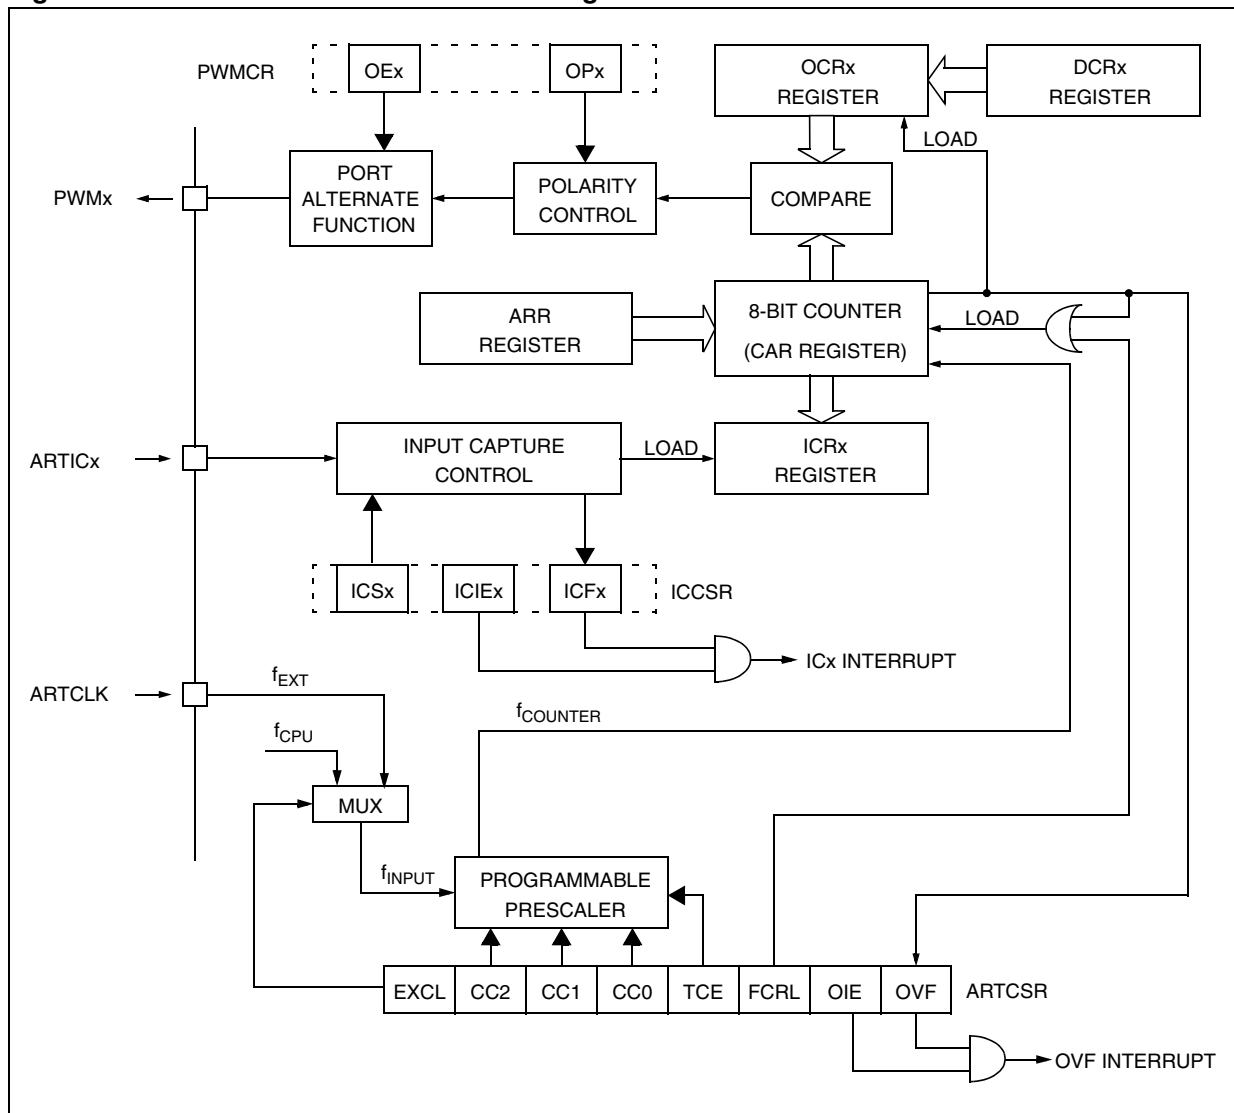 PWMCR
OEx
OPx
OCRx
REGISTER
DCRx
REGISTER
LOAD
PWMx
PORT
ALTERNATE
FUNCTION
POLARITY
CONTROL
COMPARE
ARR
REGISTER
8-BIT COUNTER
(CAR REGISTER)
LOAD
ARTICx
INPUT CAPTURE
CONTROL
LOAD
ICRx
REGISTER
ICSx
ICIEx
ICFx
ICCSR
ICx INTERRUPT
ARTCLK
fEXT
fCPU
fCOUNTER
MUX
fINPUT
PROGRAMMABLE
PRESCALER
EXCL CC2 CC1 CC0 TCE FCRL OIE OVF ARTCSR
OVF INTERRUPT